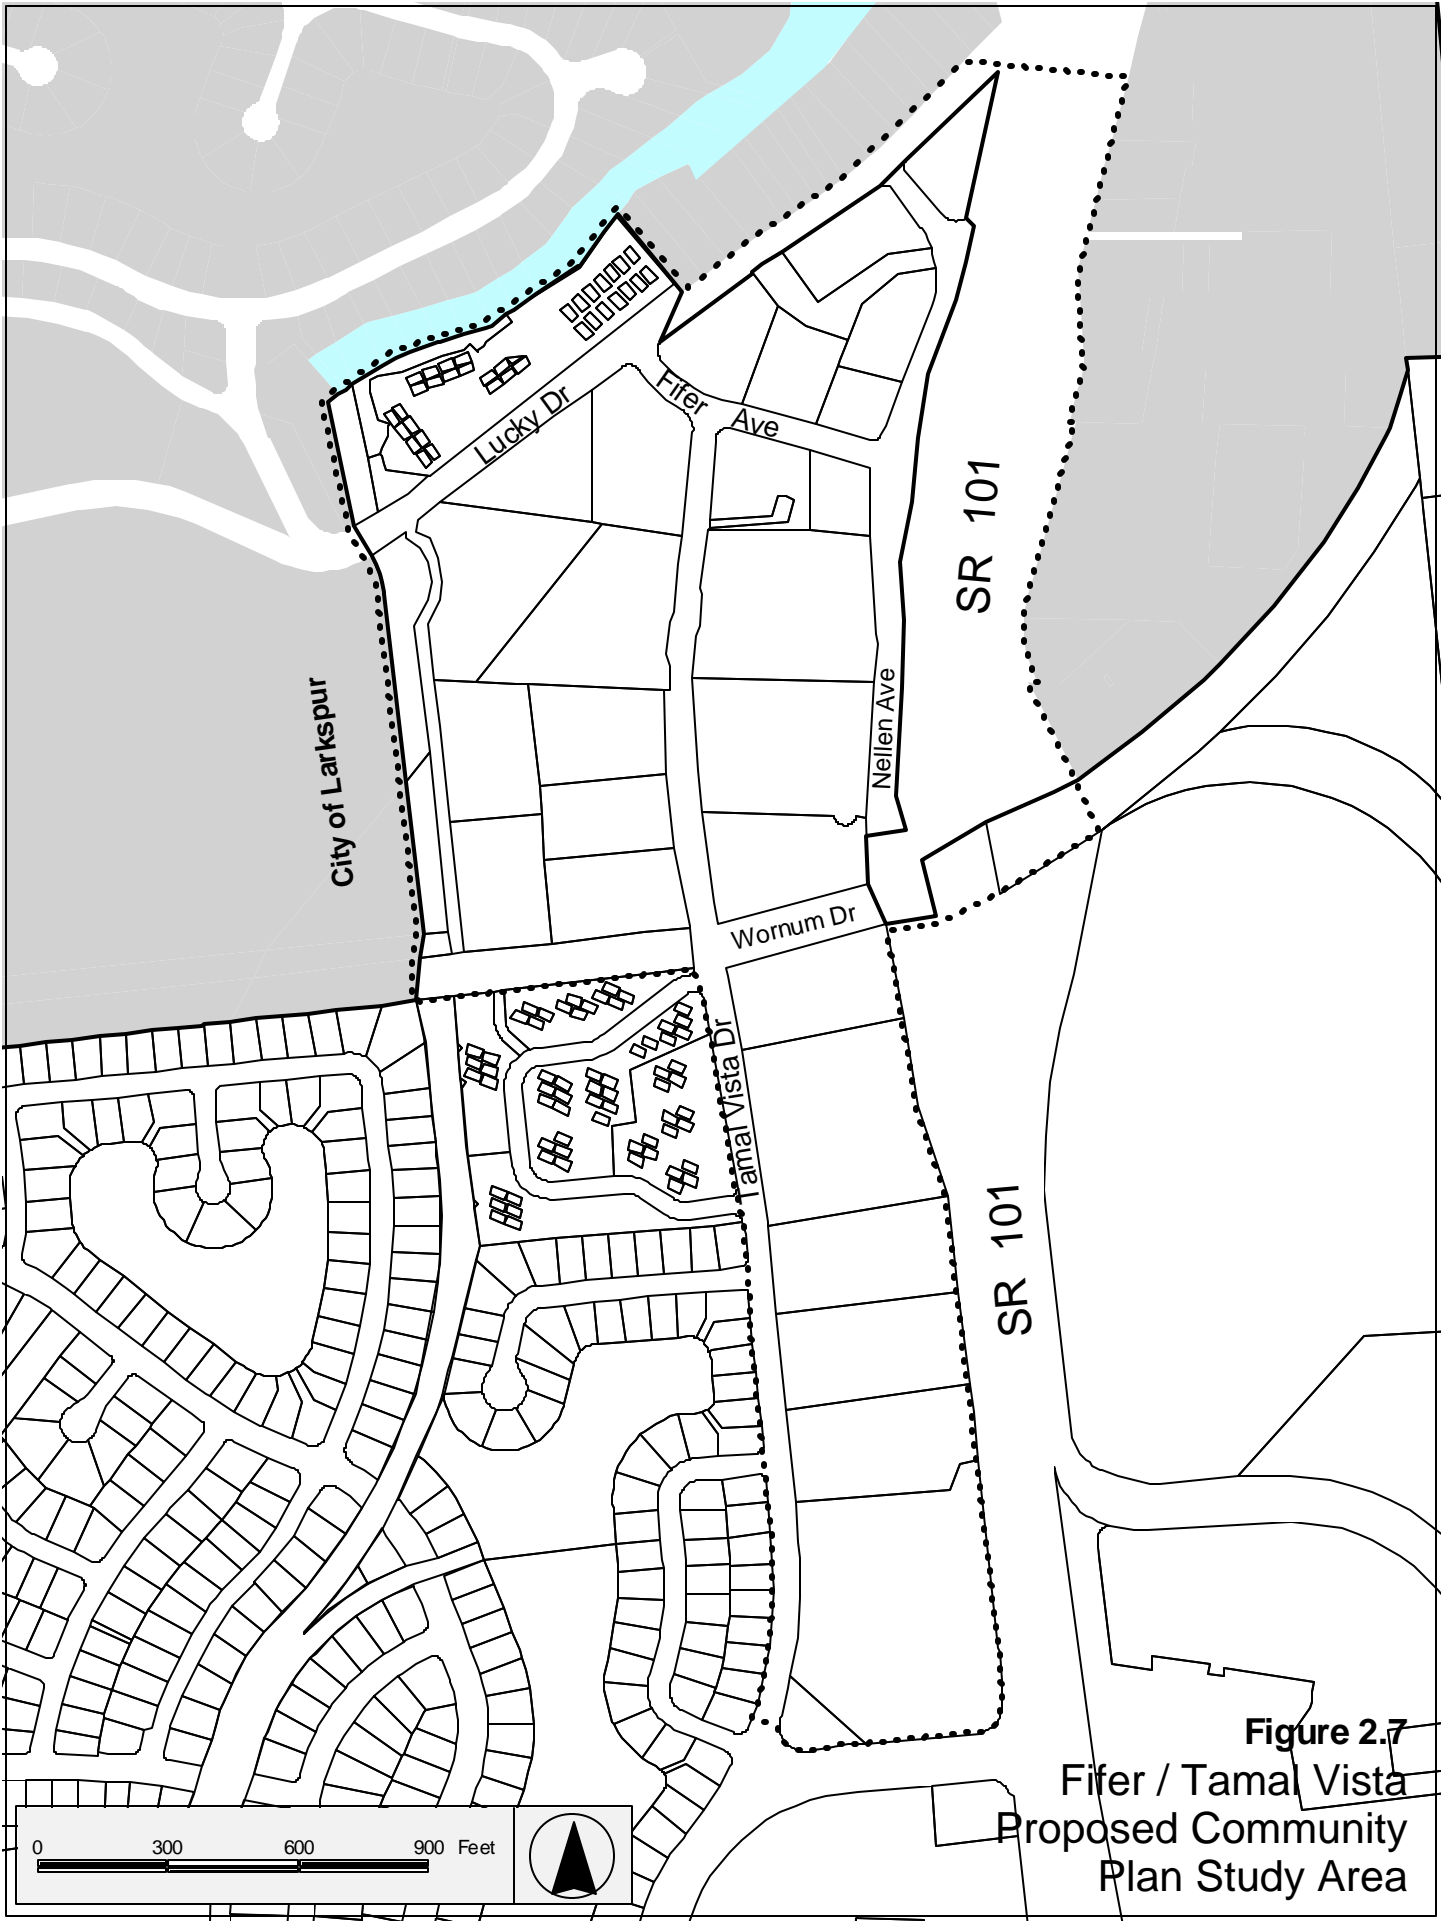 Lucky Dr
Fifer Ave
SR 101
City of Larkspur
Nellen Ave
Wornum Dr
Tamal Vista Dr
SR 101
Figure 2.7
Fifer / Tamal Vista
Proposed Community
Plan Study Area
0 300 600 900 Feet